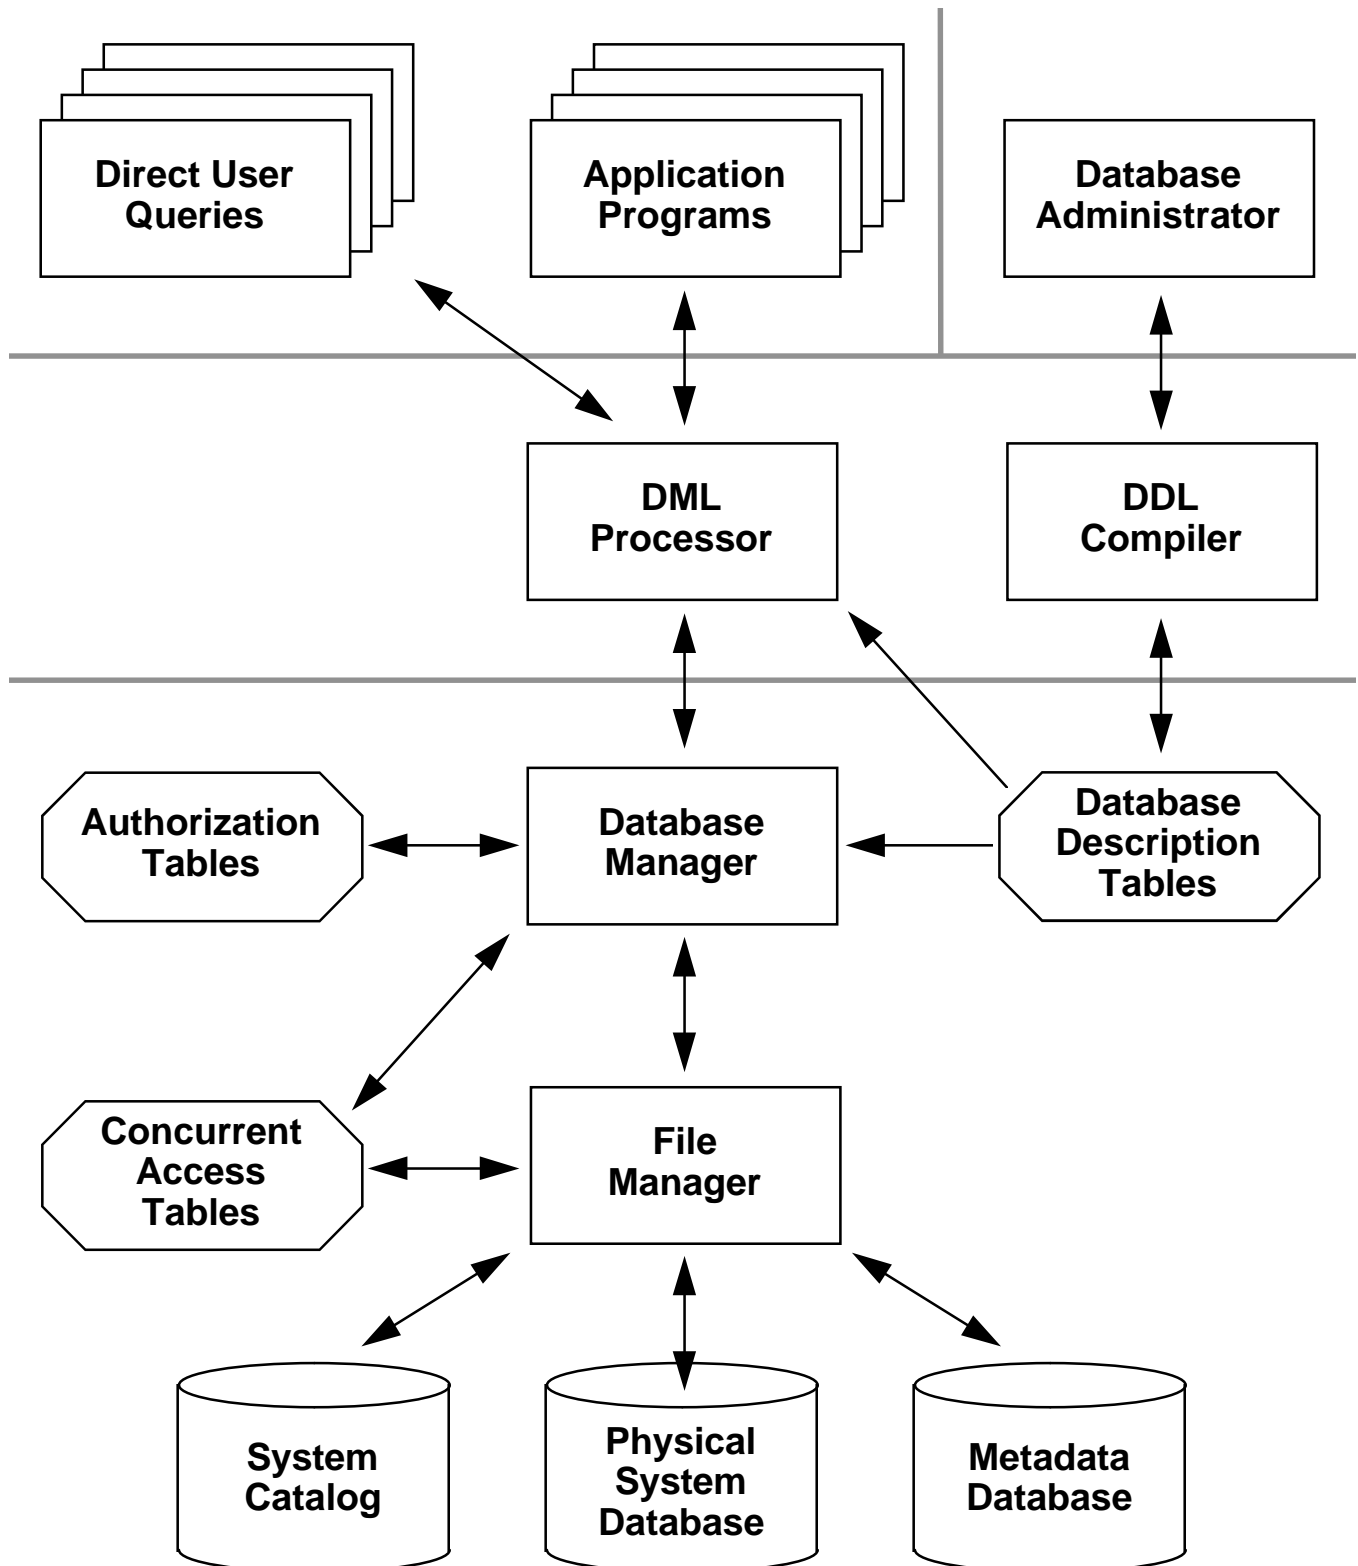 Direct User
Queries
Application
Programs
Database
Administrator
DML
Processor
DDL
Compiler
Authorization
Tables
Database
Manager
Database
Description
Tables
Concurrent
Access
Tables
File
Manager
System
Catalog
Physical
System
Database
Metadata
Database